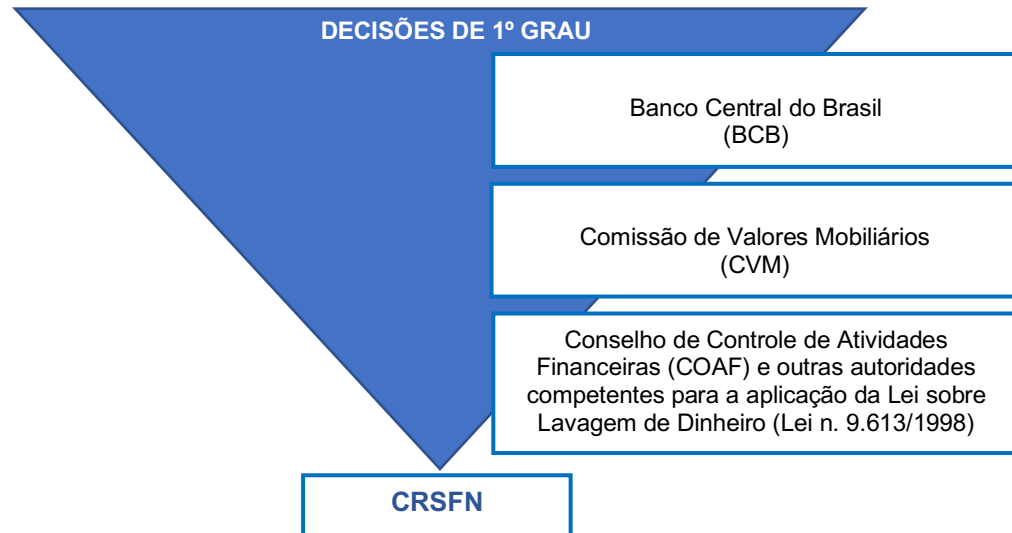 DECISÕES DE 1º GRAU
Banco Central do Brasil
(BCB)
Comissão de Valores Mobiliários
(CVM)
Conselho de Controle de Atividades
Financeiras (COAF) e outras autoridades
competentes para a aplicação da Lei sobre
Lavagem de Dinheiro (Lei n. 9.613/1998)
CRSFN